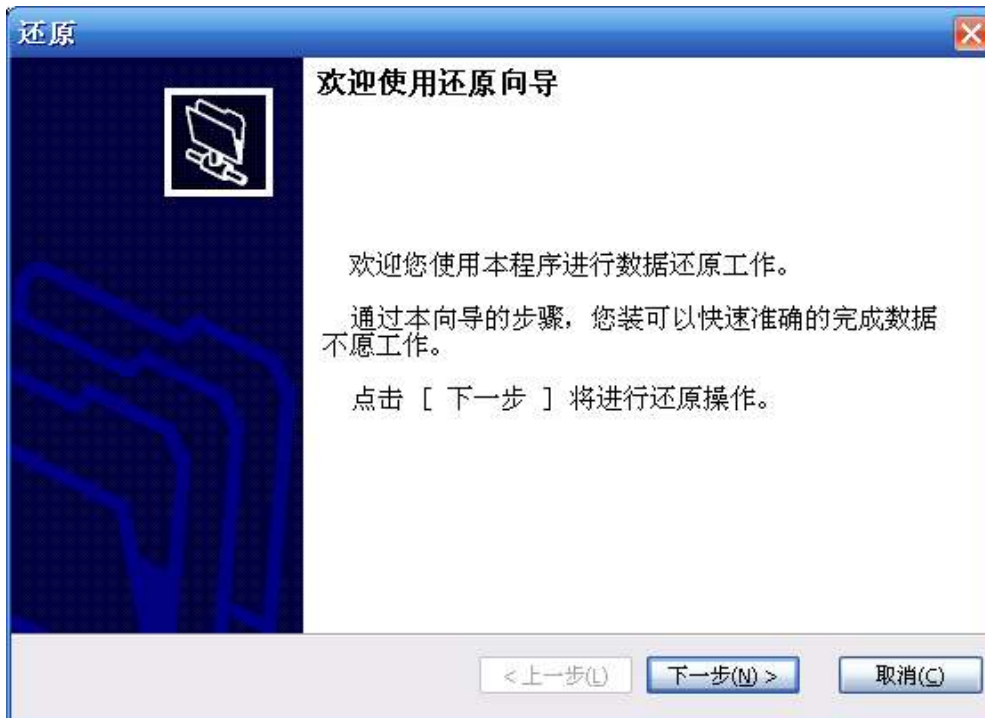 还原
欢迎使用还原向导
欢迎您使用本程序进行数据还原工作。
通过本向导的步骤，您装可以快速准确的完成数据
不愿工作。
点击 [ 下一步 ] 将进行还原操作。
<上一步(L) 下一步(N) > 取消(C)